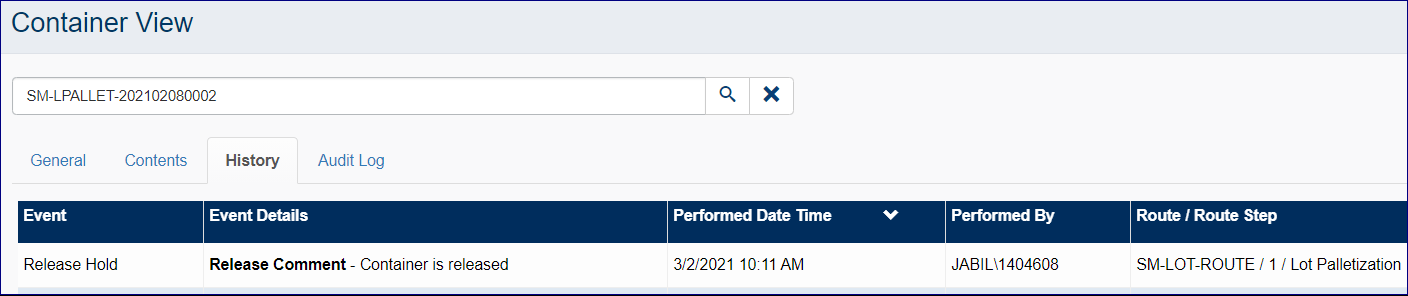 Container View
SM-LPALLET-202102080002
General Contents History Audit Log
Event Event Details Performed Date Time Performed By Route / Route Step
Release Hold Release Comment - Container is released 3/2/2021 10:11 AM JABIL\1404608 SM-LOT-ROUTE / 1 / Lot Palletization